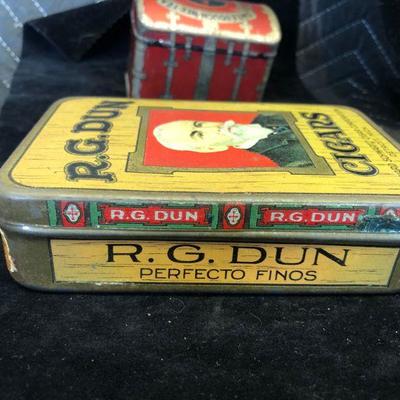 R.G. DUN
CIGARS
R.G. DUN
R.G. DUN
R. G. DUN
PERFECTO FINOS